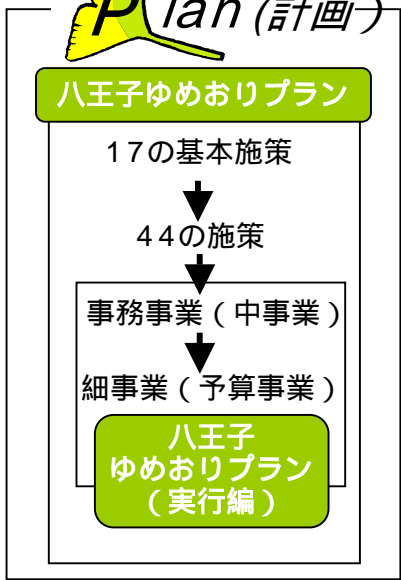 Plan(計画)
八王子ゆめおりプラン
17の基本施策
44の施策
事務事業(中事業)
細事業(予算事業)
八王子
ゆめおりプラン
(実行編)